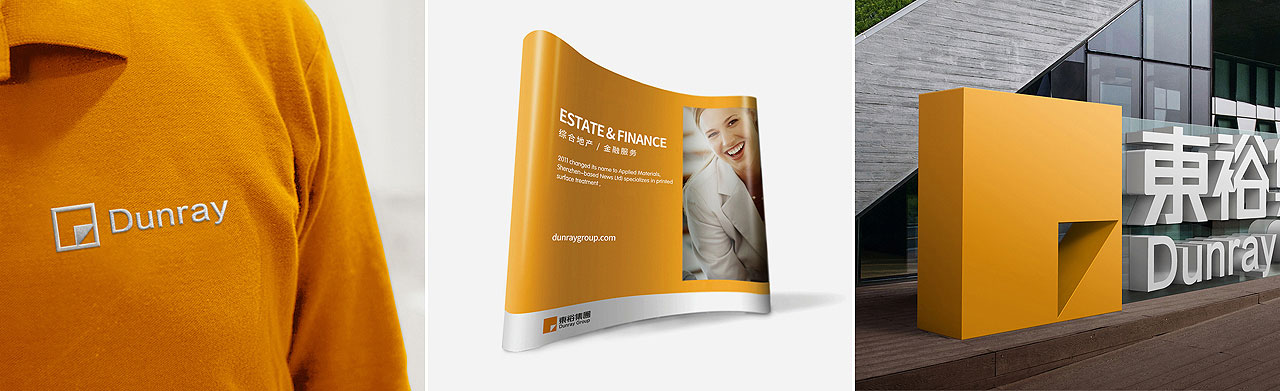 Dunray
ESTATE & FINANCE
综合地产 / 金融服务
2011 changed its name to Applied Materials,
Shenzhen-based News Ltd) specializes in printed
surface treatment .
dunraygroup.com
東裕集團
Dunray Group
東裕
Dunray